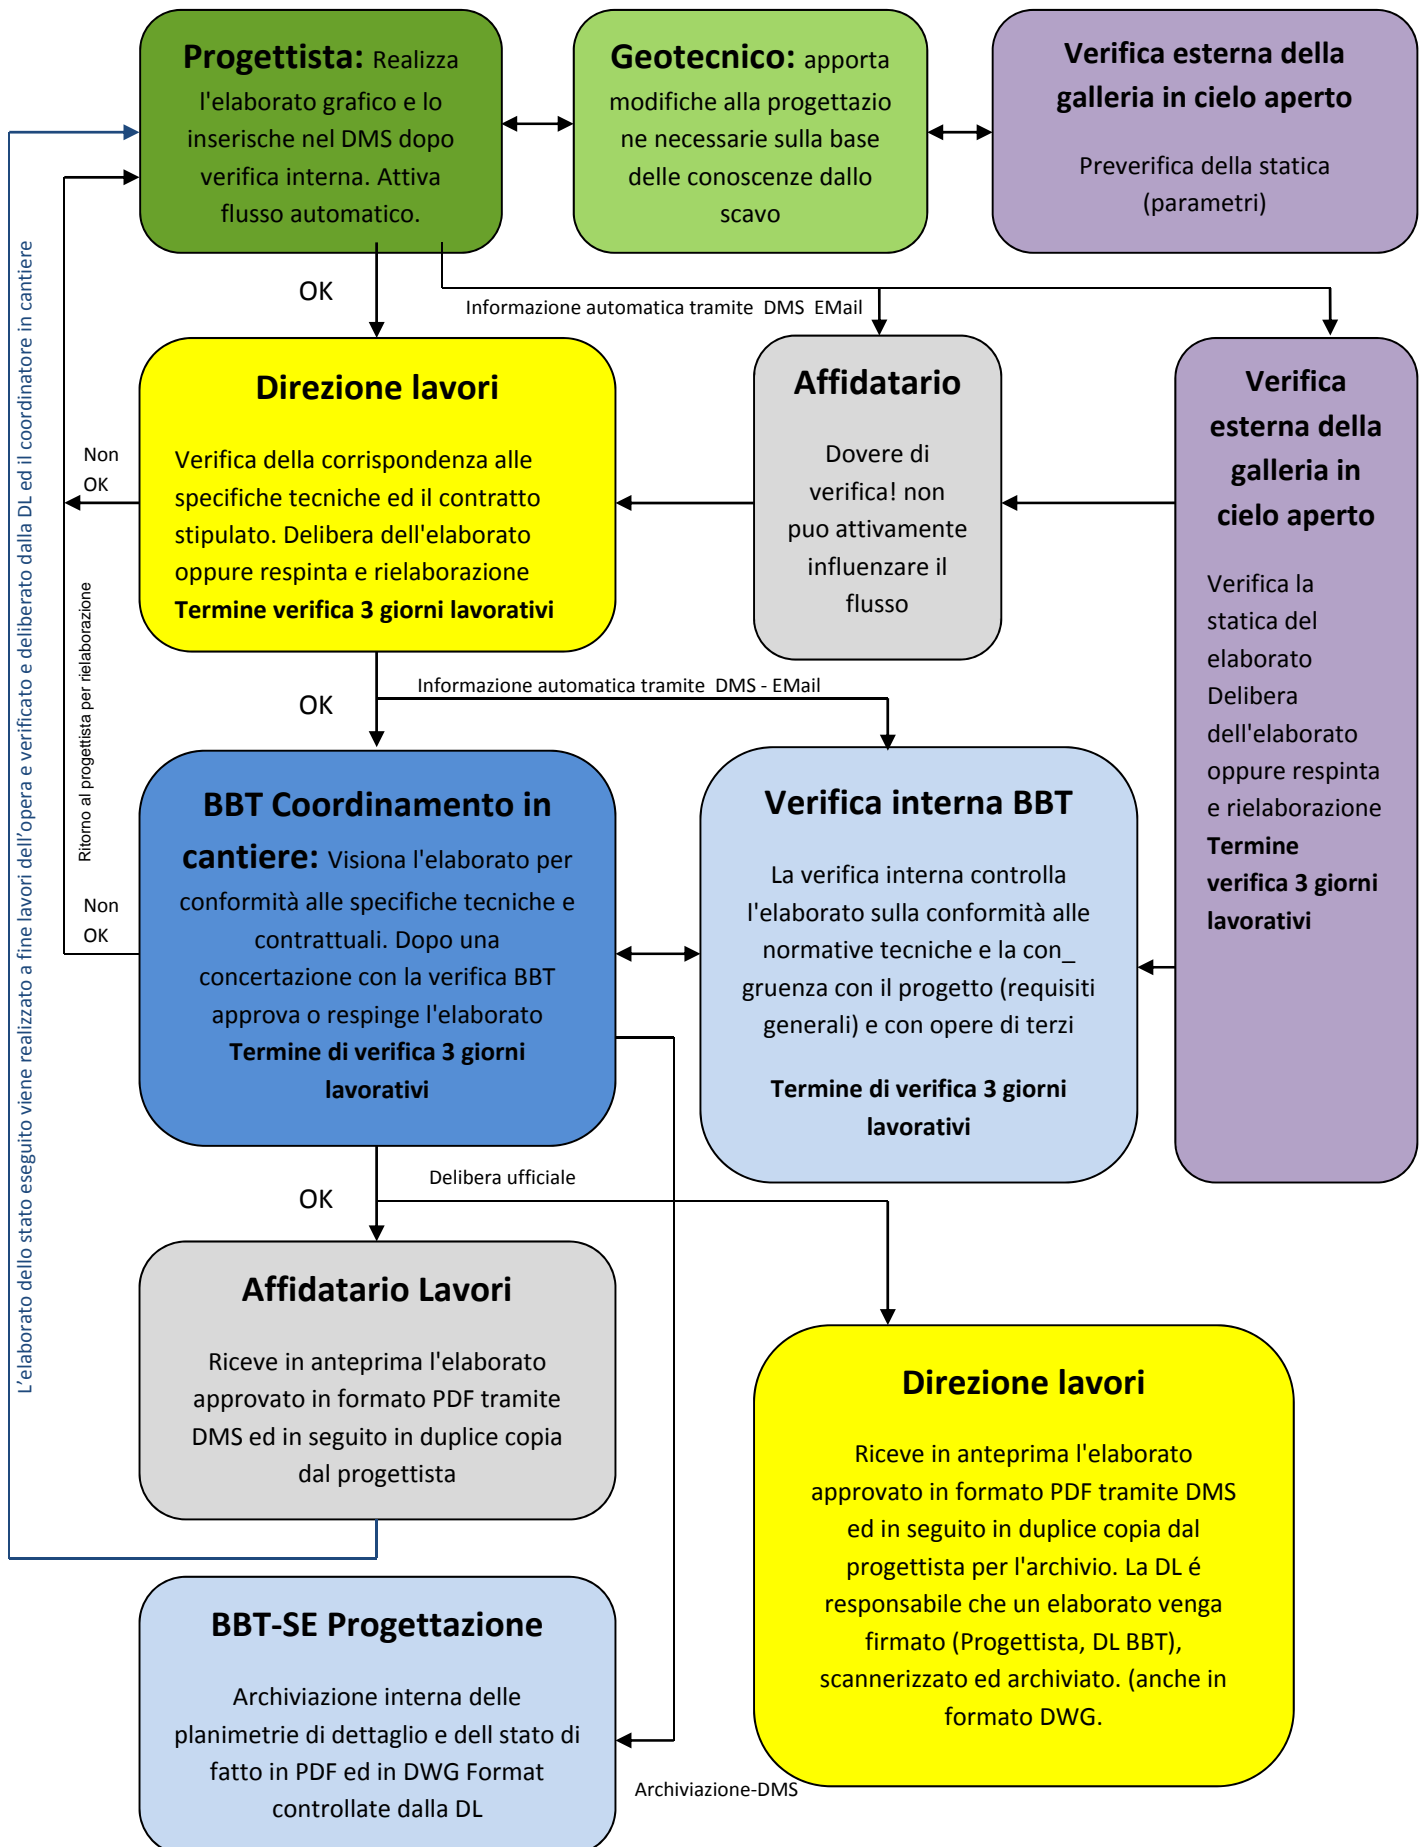 Progettista: Realizza
l'elaborato grafico e lo
inserische nel DMS dopo
verifica interna. Attiva
flusso automatico.
Geotecnico: apporta
modifiche alla progettazio
ne necessarie sulla base
delle conoscenze dallo
scavo
Verifica esterna della
galleria in cielo aperto
Preverifica della statica
(parametri)
OK
Informazione automatica tramite DMS EMail
Direzione lavori
Verifica della corrispondenza alle
specifiche tecniche ed il contratto
stipulato. Delibera dell'elaborato
oppure respinta e rielaborazione
Termine verifica 3 giorni lavorativi
Affidatario
Dovere di
verifica! non
puo attivamente
influenzare il
flusso
Verifica
esterna della
galleria in
cielo aperto
Verifica la
statica del
elaborato
Delibera
dell'elaborato
oppure respinta
e rielaborazione
Termine
verifica 3 giorni
lavorativi
Non
OK
Ritorno al progettista per rielaborazione
L'elaborato dello stato eseguito viene realizzato a fine lavori dell'opera e verificato e deliberato dalla DL ed il coordinatore in cantiere
OK
Informazione automatica tramite DMS - EMail
BBT Coordinamento in
cantiere: Visiona l'elaborato per
conformità alle specifiche tecniche e
contrattuali. Dopo una
concertazione con la verifica BBT
approva o respinge l'elaborato
Termine di verifica 3 giorni
lavorativi
Verifica interna BBT
La verifica interna controlla
l'elaborato sulla conformità alle
normative tecniche e la con_
gruenza con il progetto (requisiti
generali) e con opere di terzi
Termine di verifica 3 giorni
lavorativi
Non
OK
OK
Delibera ufficiale
Affidatario Lavori
Riceve in anteprima l'elaborato
approvato in formato PDF tramite
DMS ed in seguito in duplice copia
dal progettista
Direzione lavori
Riceve in anteprima l'elaborato
approvato in formato PDF tramite DMS
ed in seguito in duplice copia dal
progettista per l'archivio. La DL é
responsabile che un elaborato venga
firmato (Progettista, DL BBT),
scannerizzato ed archiviato. (anche in
formato DWG.
BBT-SE Progettazione
Archiviazione interna delle
planimetrie di dettaglio e dell stato di
fatto in PDF ed in DWG Format
controllate dalla DL
Archiviazione-DMS